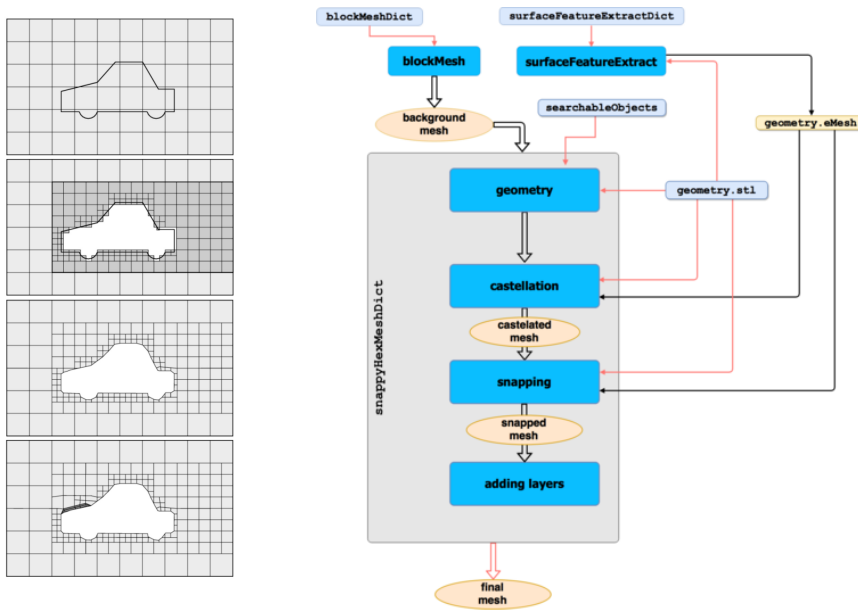 blockMeshDict
surfaceFeatureExtractDict
blockMesh
surfaceFeatureExtract
searchableObjects
background
mesh
geometry.eMesh
geometry
geometry.stl
snappyHexMeshDict
castellation
castelated
mesh
snapping
snapped
mesh
adding layers
final
mesh